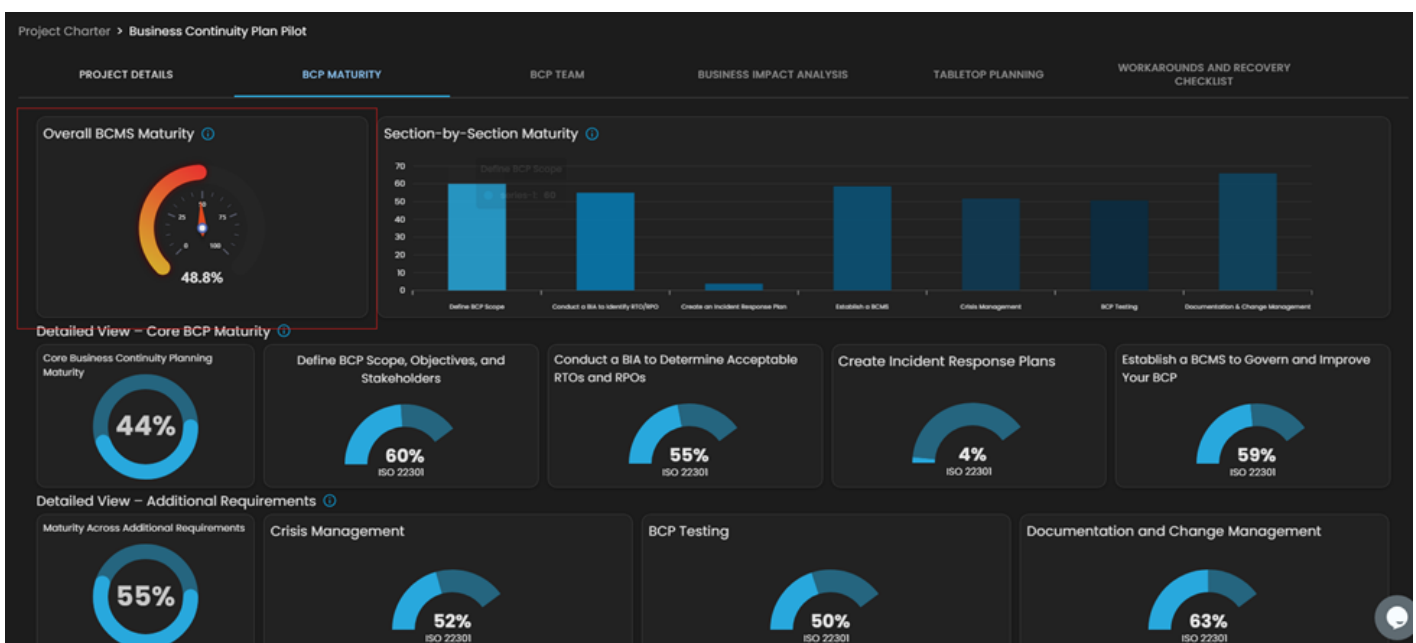 Project Charter > Business Continuity Plan Pilot
PROJECT DETAILS
BCP MATURITY
BCP TEAM
BUSINESS IMPACT ANALYSIS
TABLETOP PLANNING
WORKAROUNDS AND RECOVERY
CHECKLIST
Overall BCMS Maturity
0
25
50
75
100
48.8%
Section-by-Section Maturity
70
60
50
40
30
20
10
0
Define BCP Scope
series-1: 60
Define BCP Scope
Conduct a BIA to Identify RTO/RPO
Create an Incident Response Plan
Establish a BCMS
Crisis Management
BCP Testing
Documentation & Change Management
Detailed View – Core BCP Maturity
Core Business Continuity Planning
Maturity
44%
Define BCP Scope, Objectives, and
Stakeholders
60%
ISO 22301
Conduct a BIA to Determine Acceptable
RTOs and RPOs
55%
ISO 22301
Create Incident Response Plans
4%
ISO 22301
Establish a BCMS to Govern and Improve
Your BCP
59%
ISO 22301
Detailed View – Additional Requirements
Maturity Across Additional Requirements
55%
Crisis Management
52%
ISO 22301
BCP Testing
50%
ISO 22301
Documentation and Change Management
63%
ISO 22301